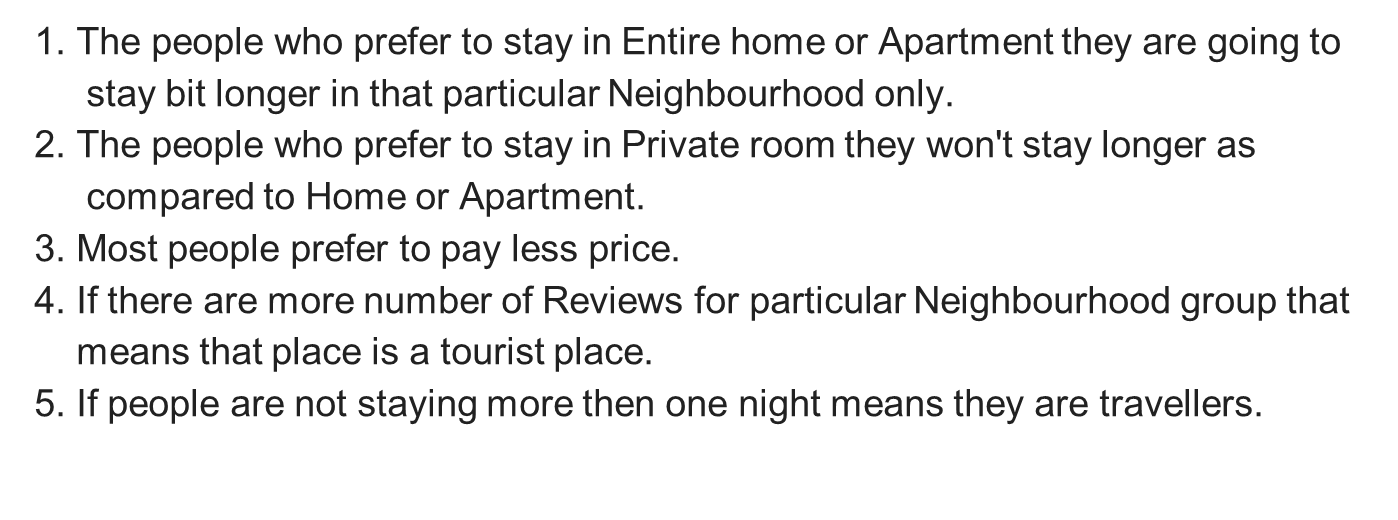 1. The people who prefer to stay in Entire home or Apartment they are going to
stay bit longer in that particular Neighbourhood only.
2. The people who prefer to stay in Private room they won't stay longer as
compared to Home or Apartment.
3. Most people prefer to pay less price.
4. If there are more number of Reviews for particular Neighbourhood group that
means that place is a tourist place.
5. If people are not staying more then one night means they are travellers.